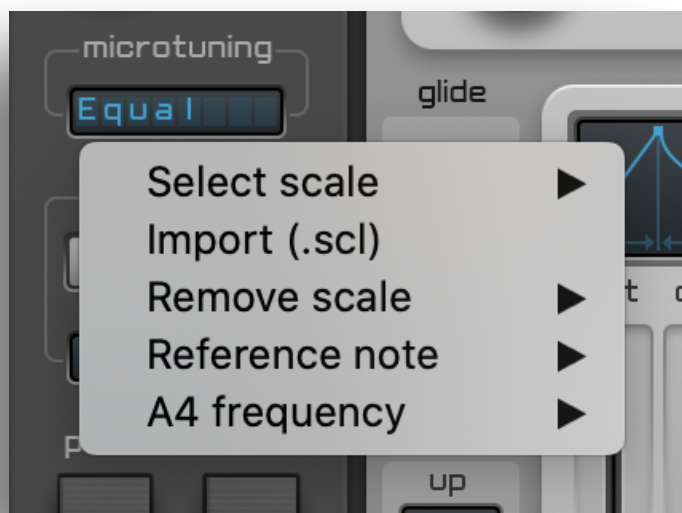 microtuning
Equal
glide
Select scale
Import (.scl)
Remove scale
Reference note
A4 frequency
up